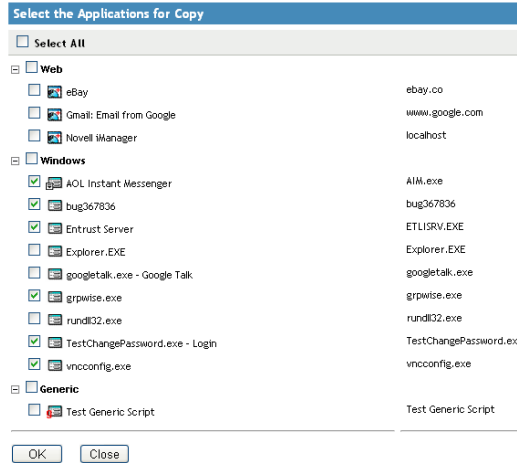 Select the Applications for Copy
Select All
Web
eBay ebay.co
Gmail: Email from Google www.google.com
Novell iManager localhost
Windows
AOL Instant Messenger AIM.exe
bug367836 bug367836
Entrust Server ETLISRV.EXE
Explorer.EXE Explorer.EXE
googletalk.exe - Google Talk googletalk.exe
grpwise.exe grpwise.exe
rundll32.exe rundll32.exe
TestChangePassword.exe - Login TestChangePassword.ex
vncconfig.exe vncconfig.exe
Generic
Test Generic Script Test Generic Script
OK Close